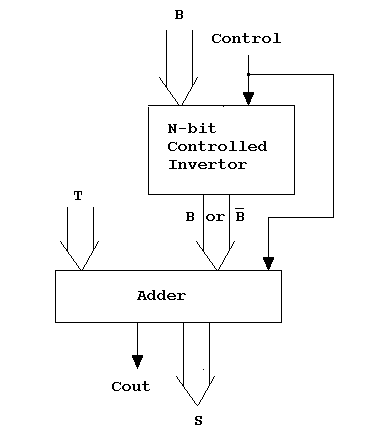 B
Control
N-bit
Controlled
Invertor
T
B or B̅
Adder
Cout
S